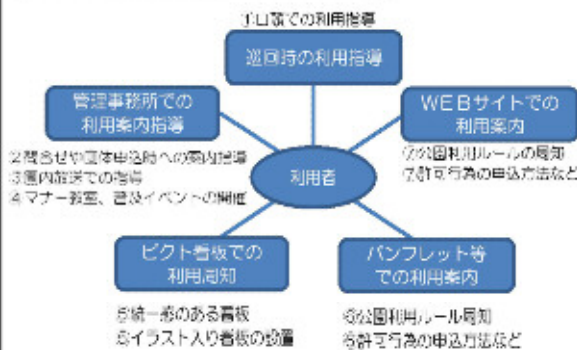 ①口頭での利用指導
巡回時の利用指導
管理事務所での
利用案内指導
②問合せや団体申込時への案内指導
③園内放送での指導
④マナー教室、普及イベントの開催
WEBサイトでの
利用案内
⑦公園利用ルールの周知
⑦許可行為の申込方法など
利用者
ピクト看板での
利用周知
⑤統一感のある看板
⑤イラスト入り看板の設置
パンフレット等
での利用案内
⑥公園利用ルール周知
⑥許可行為の申込方法など